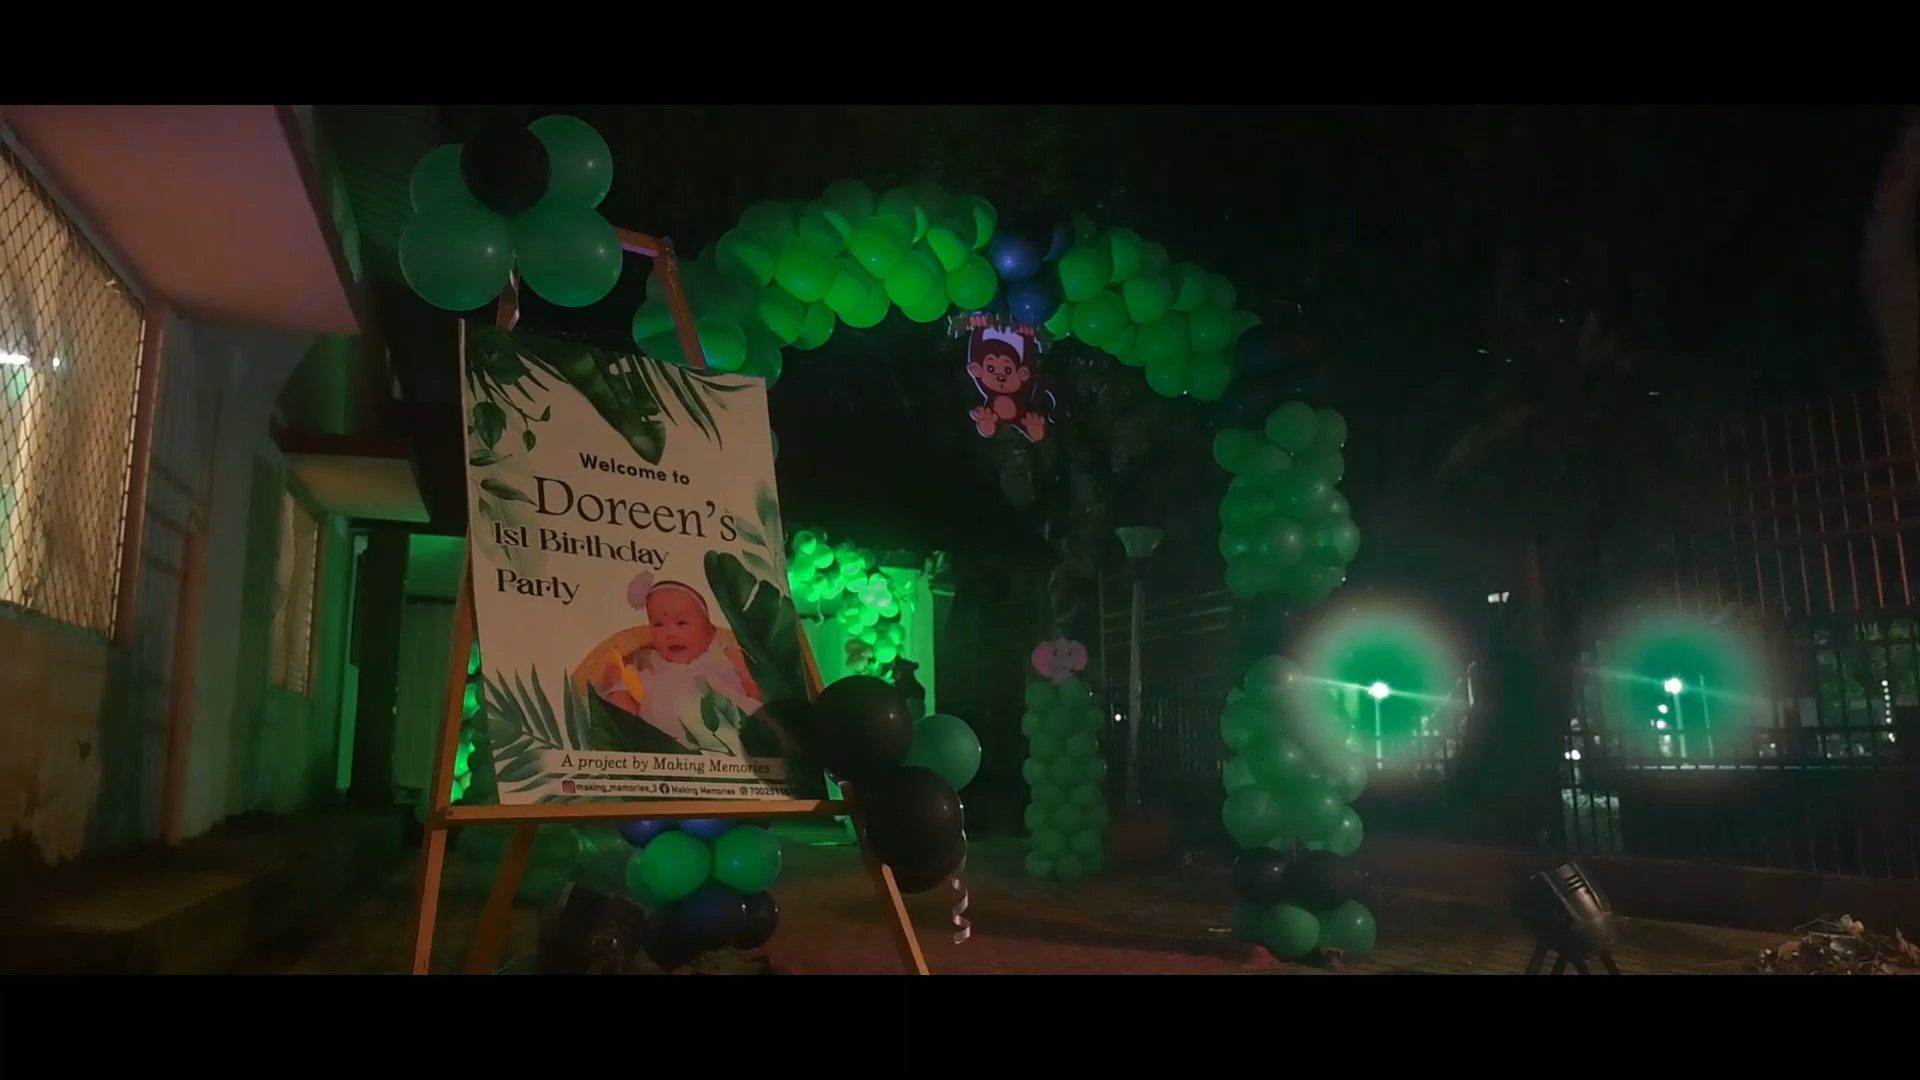 Welcome to
Doreen's
1st Birthday
Party
A project by Making Memories
making_memories_3 Making Memories